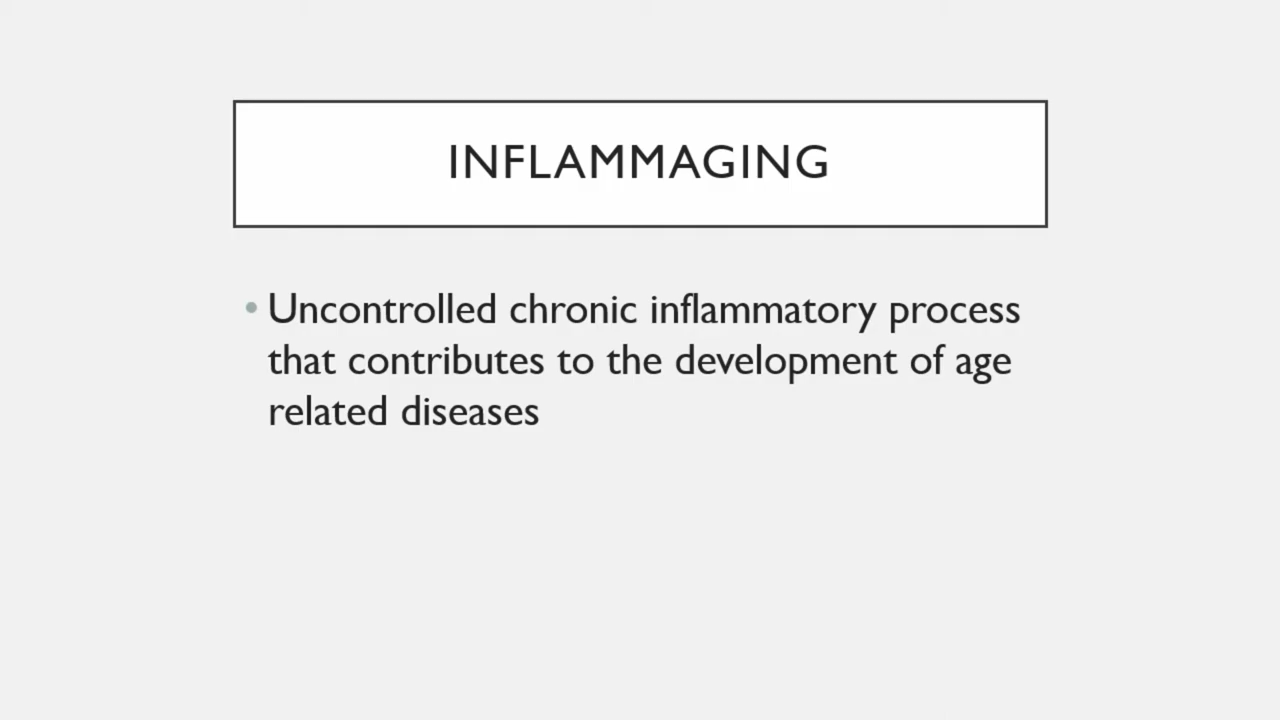 INFLAMMAGING
• Uncontrolled chronic inflammatory process
that contributes to the development of age
related diseases